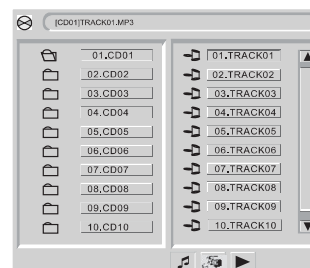 [CD01]TRACK01.MP3
01.CD01
02.CD02
03.CD03
04.CD04
05.CD05
06.CD06
07.CD07
08.CD08
09.CD09
10.CD10
01.TRACK01
02.TRACK02
03.TRACK03
04.TRACK04
05.TRACK05
06.TRACK06
07.TRACK07
08.TRACK08
09.TRACK09
10.TRACK10